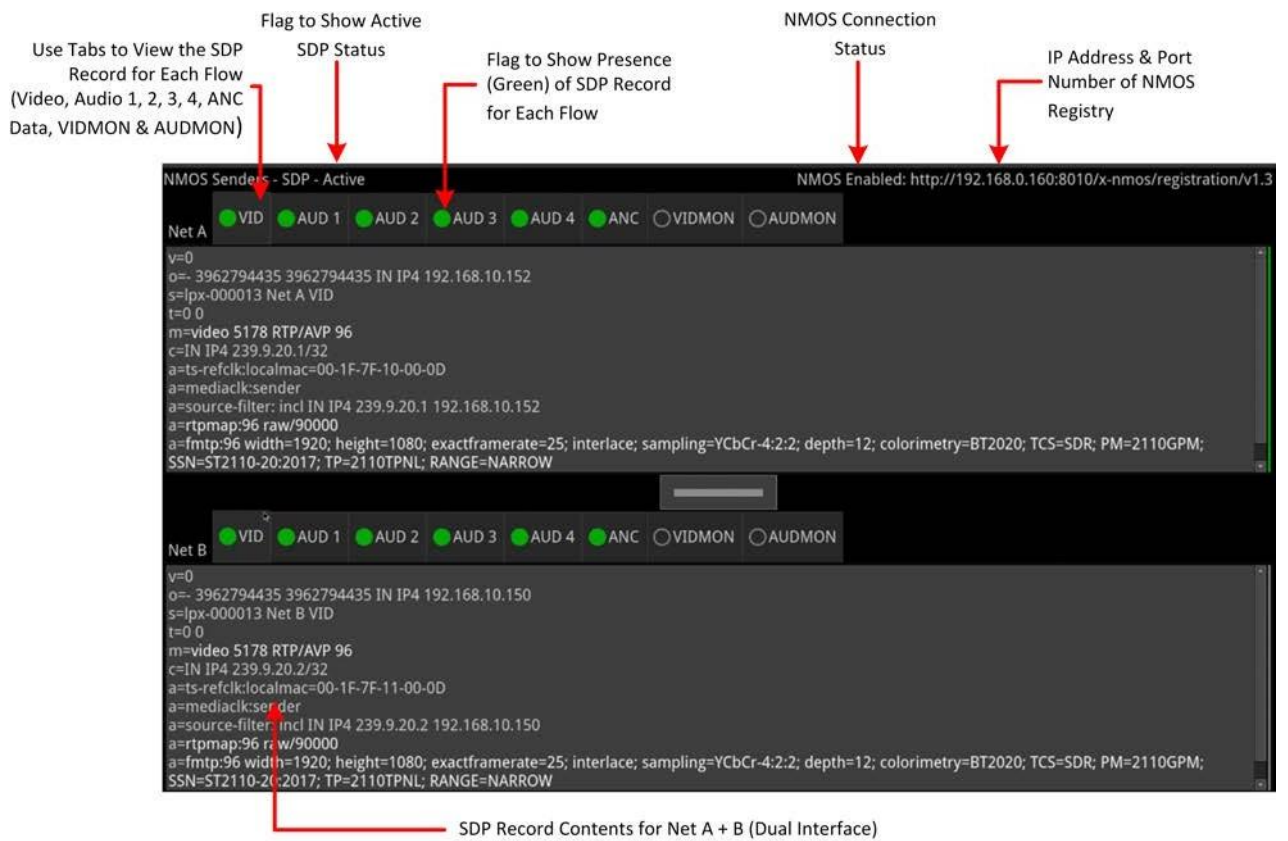 Flag to Show Active
SDP Status
NMOS Connection
Status
Use Tabs to View the SDP
Record for Each Flow
(Video, Audio 1, 2, 3, 4, ANC
Data, VIDMON & AUDMON)
Flag to Show Presence
(Green) of SDP Record
for Each Flow
IP Address & Port
Number of NMOS
Registry
NMOS Senders - SDP - Active
NMOS Enabled: http://192.168.0.160:8010/x-nmos/registration/v1.3
Net A VID AUD 1 AUD 2 AUD 3 AUD 4 ANC VIDMON AUDMON
v=0
o=- 3962794435 3962794435 IN IP4 192.168.10.152
s=lpx-000013 Net A VID
t=0 0
m=video 5178 RTP/AVP 96
c=IN IP4 239.9.20.1/32
a=ts-refclk:localmac=00-1F-7F-10-00-0D
a=mediaclk:sender
a=source-filter: incl IN IP4 239.9.20.1 192.168.10.152
a=rtpmap:96 raw/90000
a=fmtp:96 width=1920; height=1080; exactframerate=25; interlace; sampling=YCbCr-4:2:2; depth=12; colorimetry=BT2020; TCS=SDR; PM=2110GPM;
SSN=ST2110-20:2017; TP=2110TPNL; RANGE=NARROW
Net B VID AUD 1 AUD 2 AUD 3 AUD 4 ANC VIDMON AUDMON
v=0
o=- 3962794435 3962794435 IN IP4 192.168.10.150
s=lpx-000013 Net B VID
t=0 0
m=video 5178 RTP/AVP 96
c=IN IP4 239.9.20.2/32
a=ts-refclk:localmac=00-1F-7F-11-00-0D
a=mediaclk:sender
a=source-filter: incl IN IP4 239.9.20.2 192.168.10.150
a=rtpmap:96 raw/90000
a=fmtp:96 width=1920; height=1080; exactframerate=25; interlace; sampling=YCbCr-4:2:2; depth=12; colorimetry=BT2020; TCS=SDR; PM=2110GPM;
SSN=ST2110-20:2017; TP=2110TPNL; RANGE=NARROW
SDP Record Contents for Net A + B (Dual Interface)